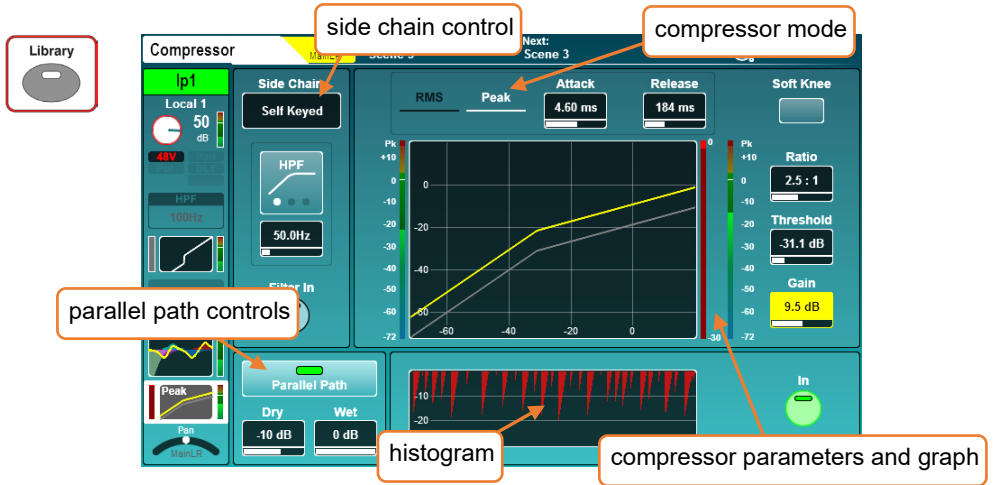 Library
side chain control
compressor mode
Compressor
MainLR
Next:
Scene 3
Ip1
Local 1
50
dB
48V
HPF
100Hz
Peak
Pan
MainLR
Side Chain
Self Keyed
HPF
50.0Hz
Filter In
RMS
Peak
Attack
4.60 ms
Release
184 ms
Soft Knee
Pk
+10
0
-10
-20
-30
-40
-50
-60
-72
0
-20
-40
-60
-60
-40
-20
0
0
-30
Pk
+10
0
-10
-20
-30
-40
-50
-60
-72
Ratio
2.5 : 1
Threshold
-31.1 dB
Gain
9.5 dB
parallel path controls
Parallel Path
Dry
Wet
-10 dB
0 dB
-10
-20
In
histogram
compressor parameters and graph